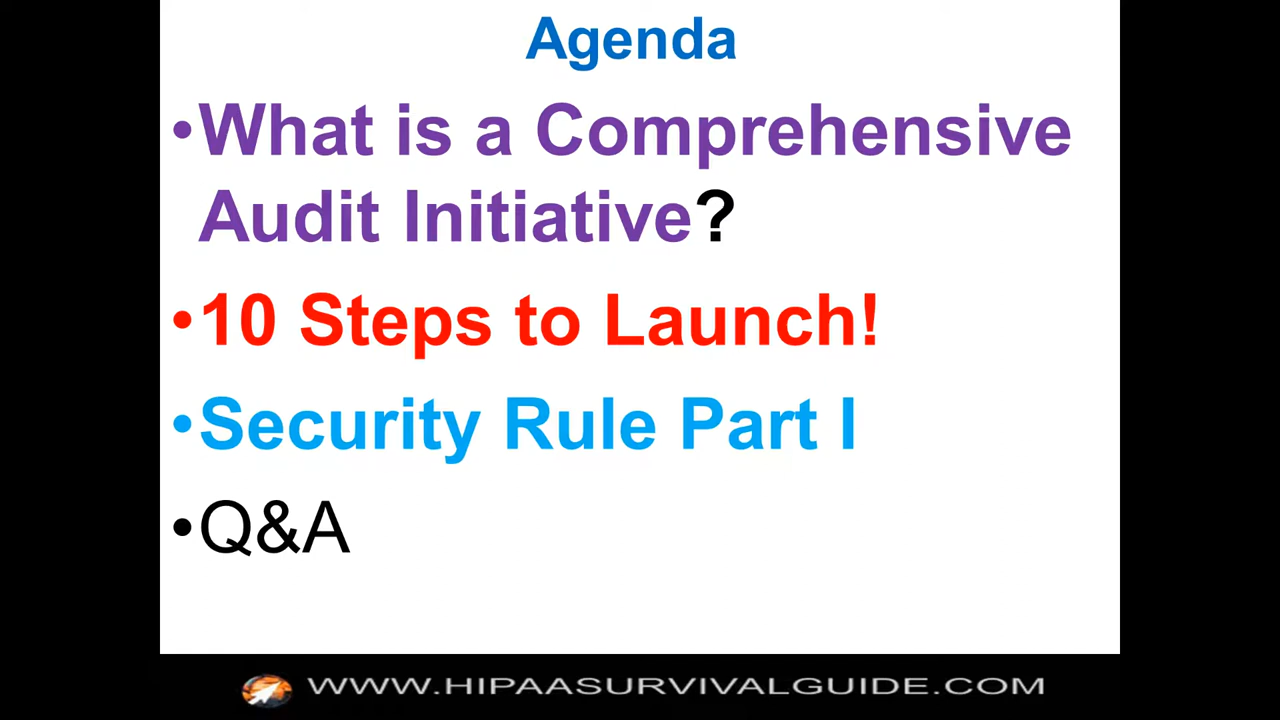 Agenda
•What is a Comprehensive
Audit Initiative?
•10 Steps to Launch!
•Security Rule Part I
•Q&A
WWW.HIPAASURVIVALGUIDE.COM